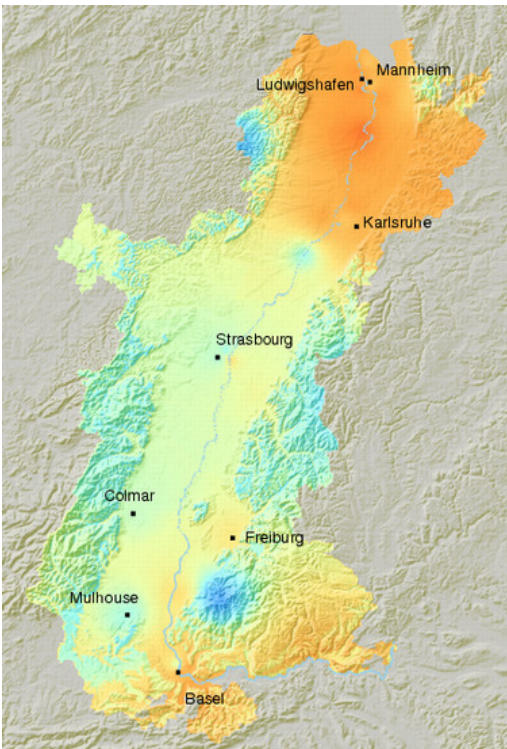 Mannheim
Ludwigshafen
Karlsruhe
Strasbourg
Colmar
Freiburg
Mulhouse
Basel